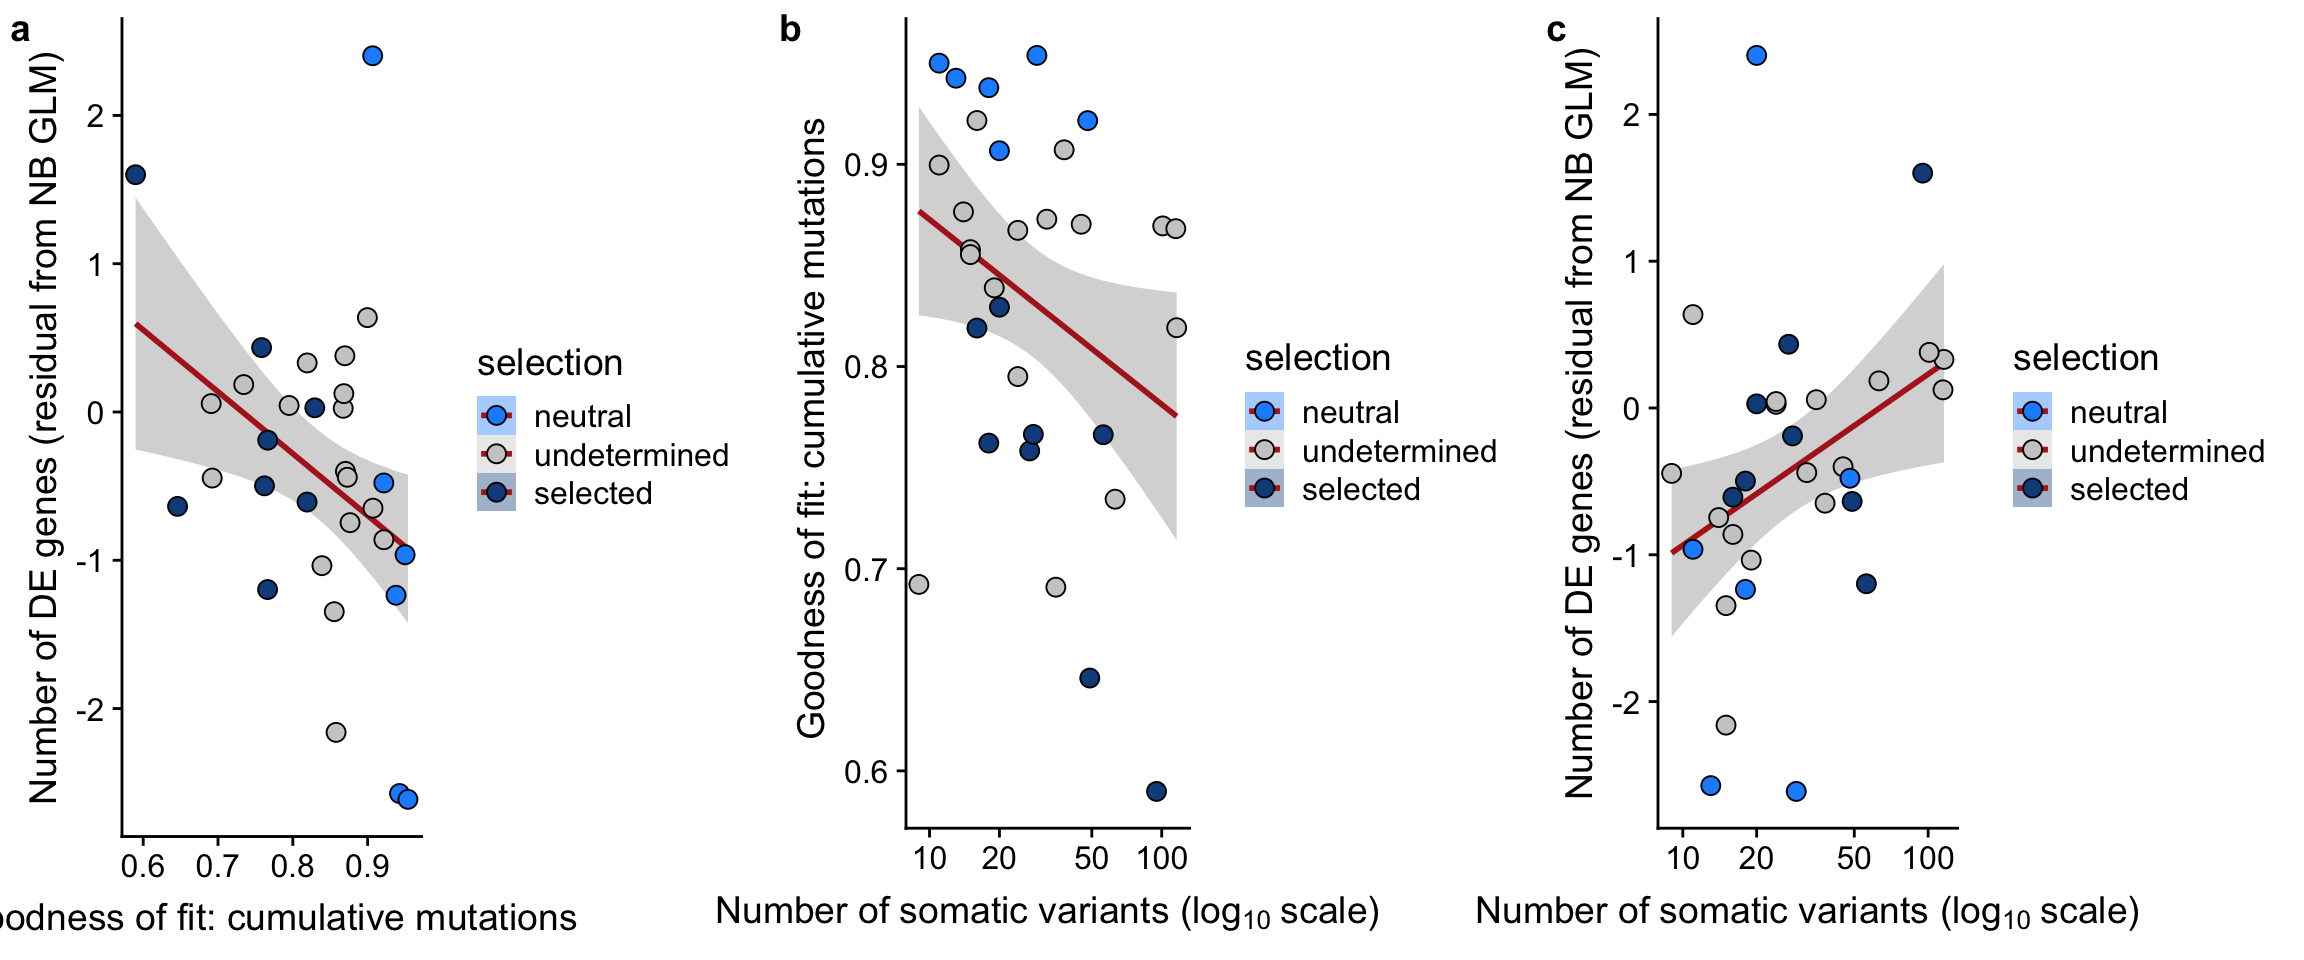 a
Number of DE genes (residual from NB GLM)
2
1
0
-1
-2
0.6 0.7 0.8 0.9
oodness of fit: cumulative mutations
selection
neutral
undetermined
selected
b
Goodness of fit: cumulative mutations
0.9
0.8
0.7
0.6
10 20 50 100
Number of somatic variants (log10 scale)
selection
neutral
undetermined
selected
c
Number of DE genes (residual from NB GLM)
2
1
0
-1
-2
10 20 50 100
Number of somatic variants (log10 scale)
selection
neutral
undetermined
selected